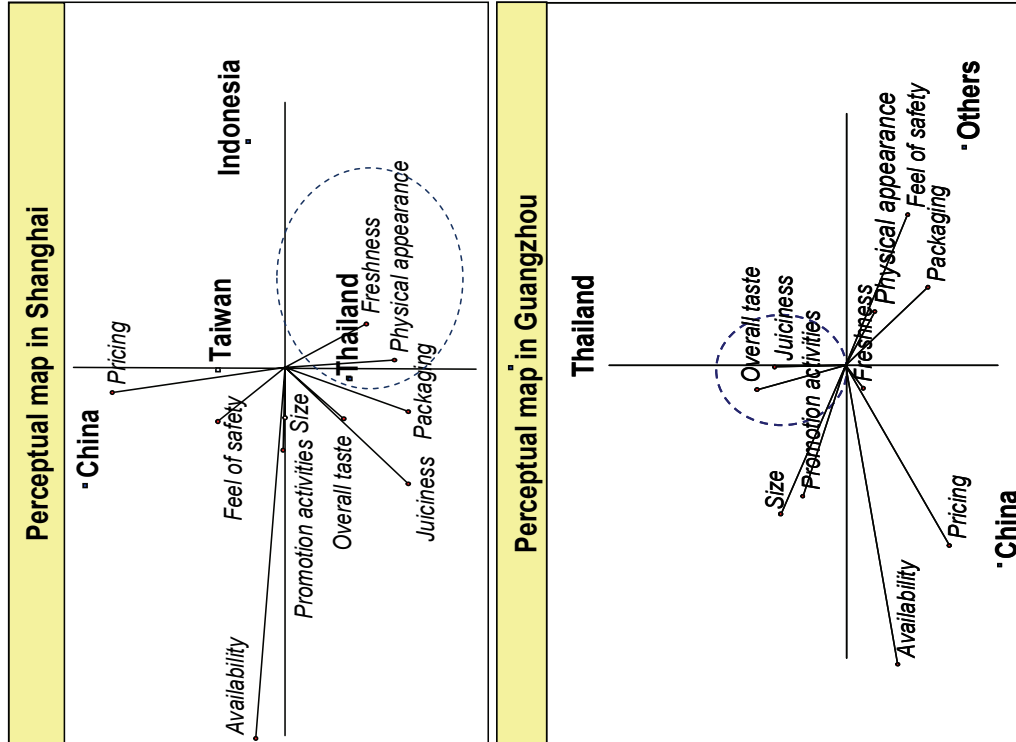 Perceptual map in Shanghai
China
Pricing
Taiwan
Indonesia
Feel of safety
Availability
Promotion activities
Size
Overall taste
Thailand
Freshness
Physical appearance
Packaging
Juiciness
Perceptual map in Guangzhou
Thailand
Overall taste
Juiciness
Size
Promotion activities
Freshness
Physical appearance
Feel of safety
Packaging
Others
Availability
Pricing
China